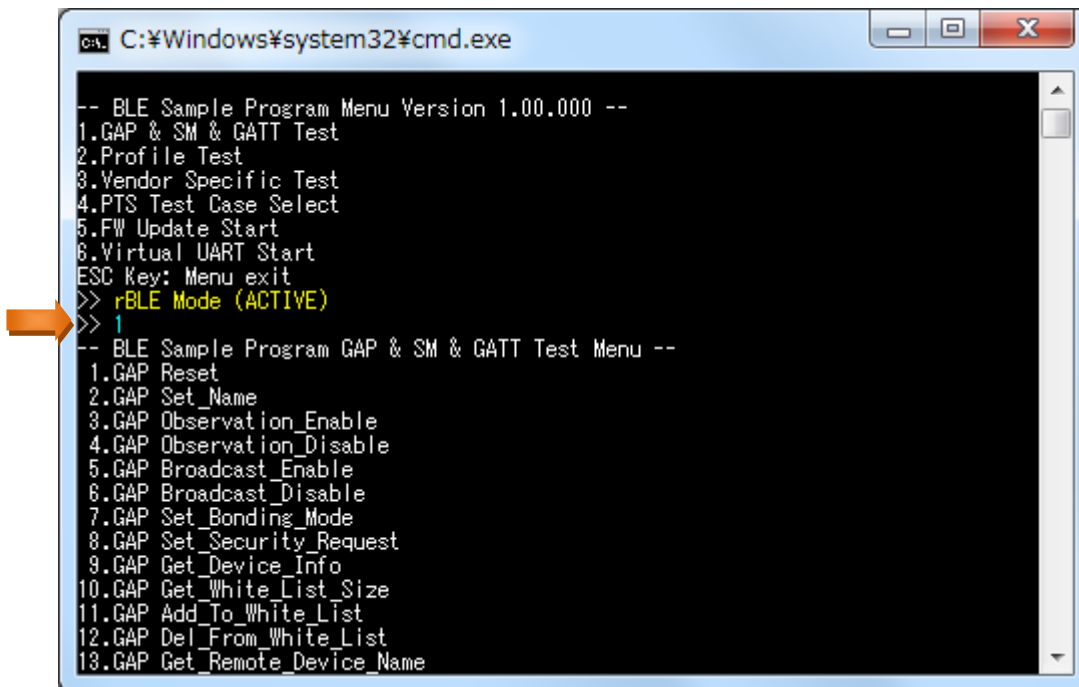 C:¥Windows¥system32¥cmd.exe
-- BLE Sample Program Menu Version 1.00.000 --
1.GAP & SM & GATT Test
2.Profile Test
3.Vendor Specific Test
4.PTS Test Case Select
5.FW Update Start
6.Virtual UART Start
ESC Key: Menu exit
>> rBLE Mode (ACTIVE)
>> 1
-- BLE Sample Program GAP & SM & GATT Test Menu --
1.GAP Reset
2.GAP Set_Name
3.GAP Observation_Enable
4.GAP Observation_Disable
5.GAP Broadcast_Enable
6.GAP Broadcast_Disable
7.GAP Set_Bonding_Mode
8.GAP Set_Security_Request
9.GAP Get_Device_Info
10.GAP Get_White_List_Size
11.GAP Add_To_White_List
12.GAP Del_From_White_List
13.GAP Get_Remote_Device_Name